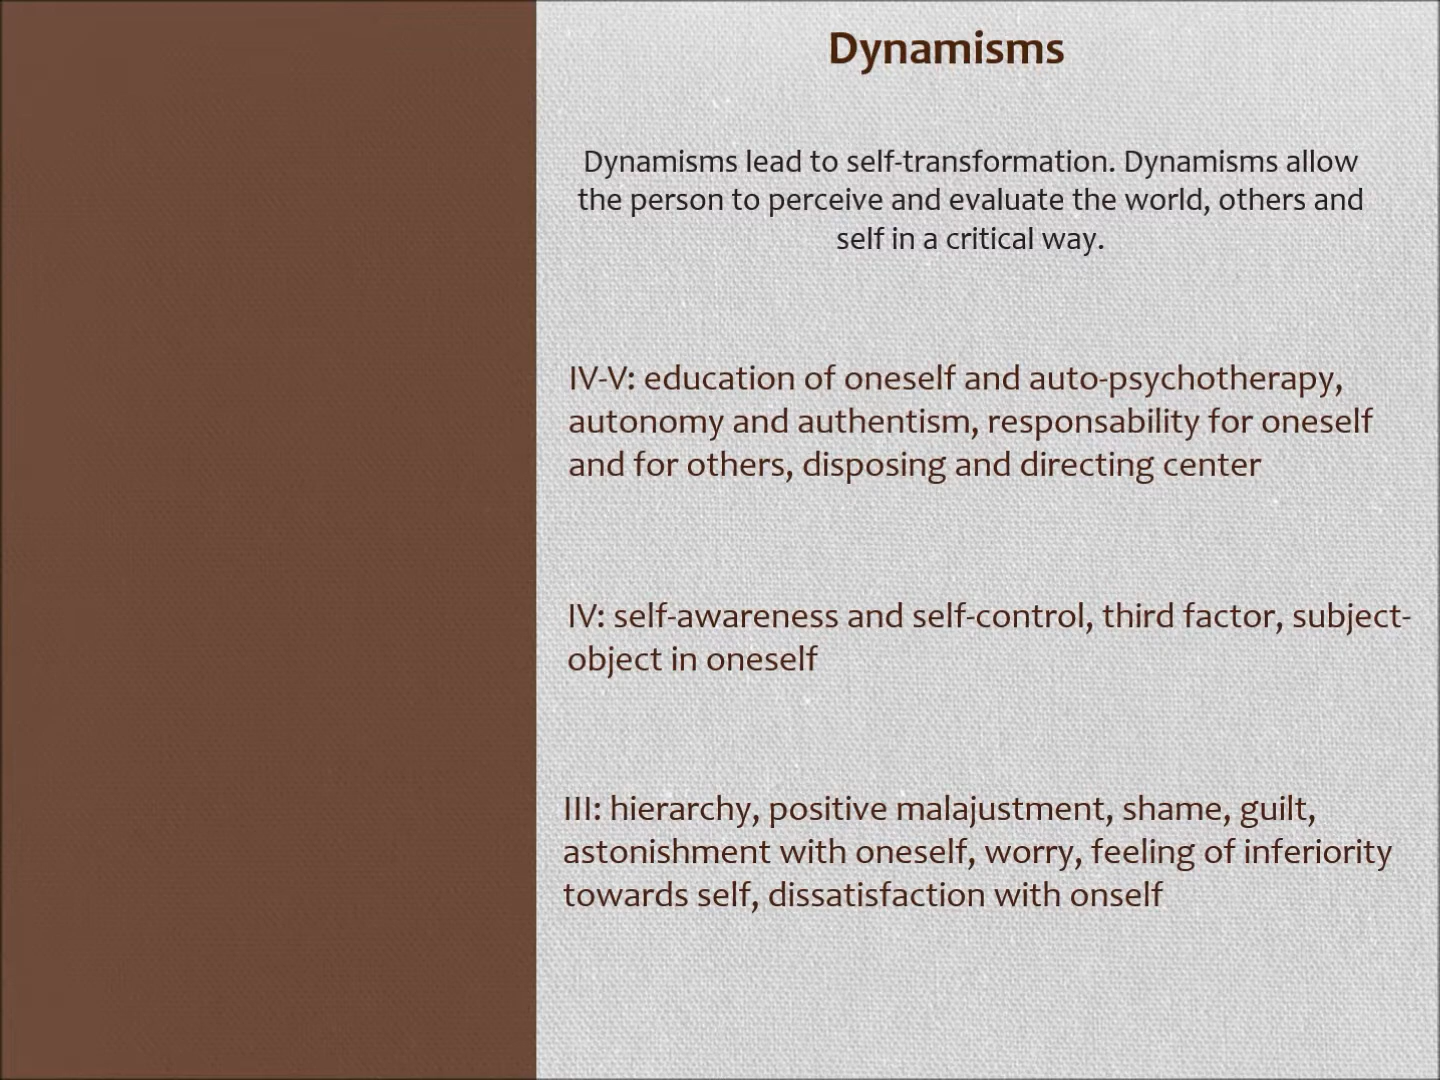 Dynamisms
Dynamisms lead to self-transformation. Dynamisms allow
the person to perceive and evaluate the world, others and
self in a critical way.
IV-V: education of oneself and auto-psychotherapy,
autonomy and authentism, responsability for oneself
and for others, disposing and directing center
IV: self-awareness and self-control, third factor, subject-
object in oneself
III: hierarchy, positive malajustment, shame, guilt,
astonishment with oneself, worry, feeling of inferiority
towards self, dissatisfaction with onself